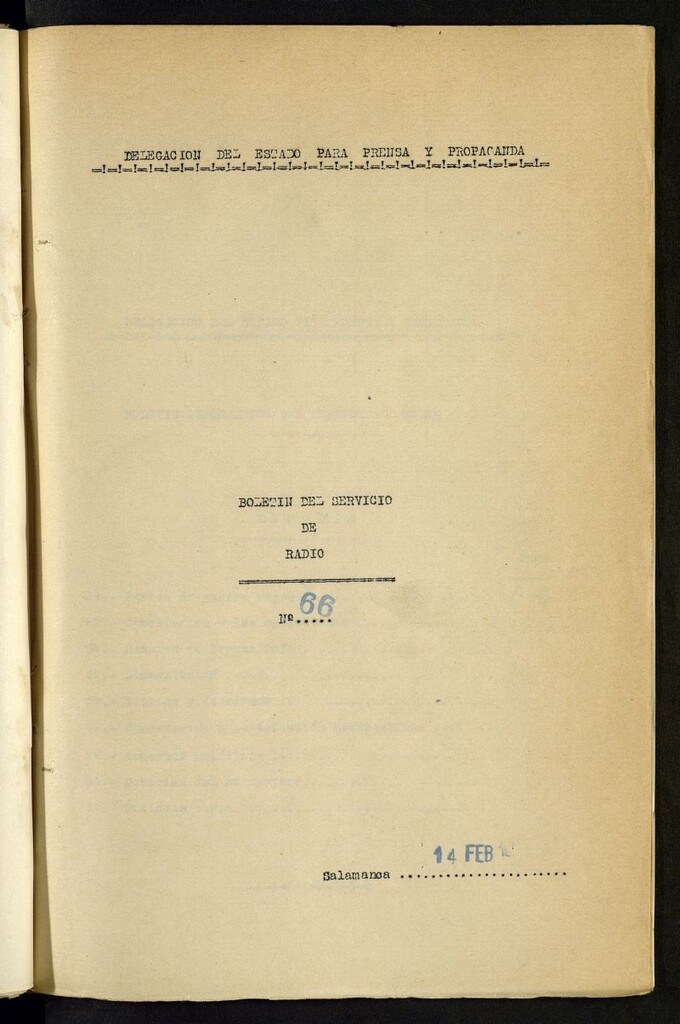 DELEGACION DEL ESTADO PARA PRENSA Y PROPAGANDA
BOLETIN DEL SERVICIO
DE
RADIO
Nº.....66
14 FEB
Salamanca ......................